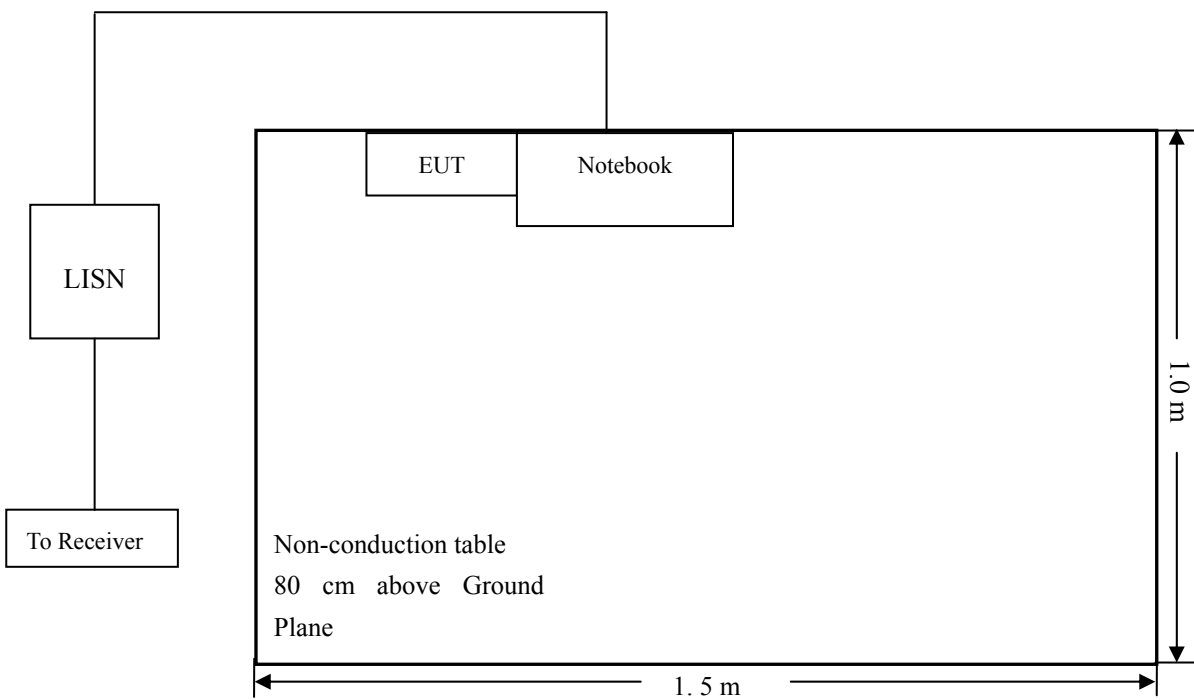 EUT
Notebook
LISN
1.0 m
To Receiver
Non-conduction table
80 cm above Ground
Plane
1. 5 m